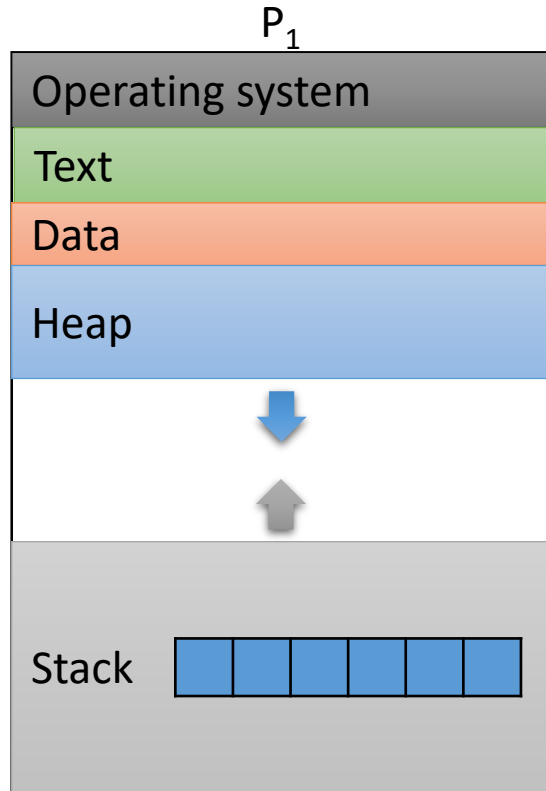 P₁
Operating system
Text
Data
Heap
Stack